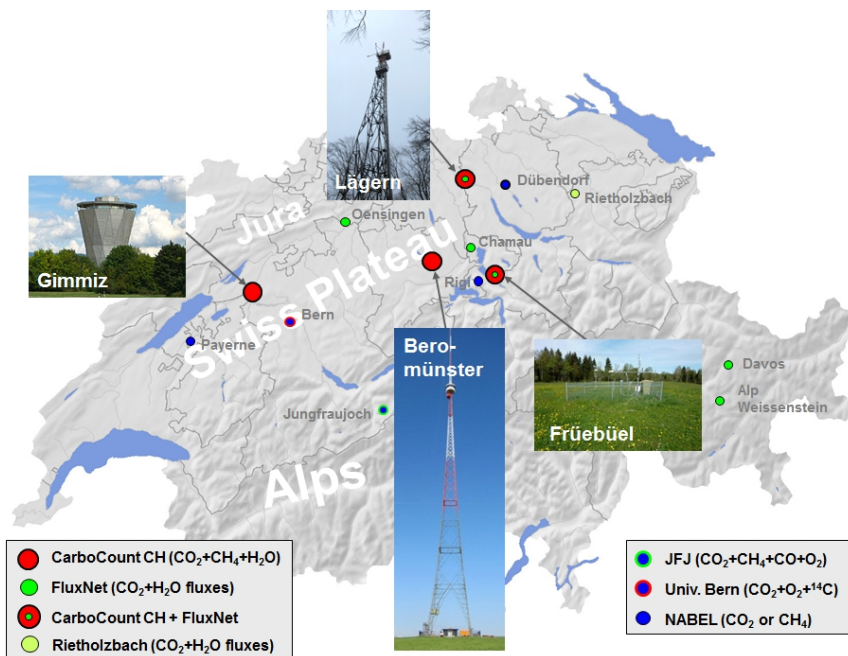 Lägern
Dübendorf
Rietholzbach
Oensingen
Jura
Chamau
Gimmiz
Swiss Plateau
Rigi
Bern
Payerne
Bero-
münster
Davos
Alp
Weissenstein
Jungfraujoch
Früebüel
Alps
CarboCount CH (CO₂+CH₄+H₂O)
FluxNet (CO₂+H₂O fluxes)
CarboCount CH + FluxNet
Rietholzbach (CO₂+H₂O fluxes)
JFJ (CO₂+CH₄+CO+O₂)
Univ. Bern (CO₂+O₂+¹⁴C)
NABEL (CO₂ or CH₄)